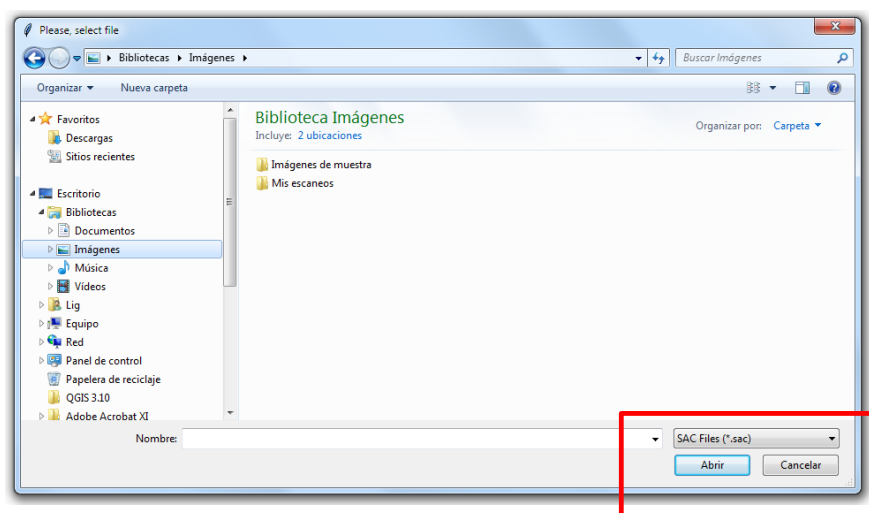 Please, select file
Bibliotecas Imágenes
Buscar Imágenes
Organizar Nueva carpeta
Favoritos
Descargas
Sitios recientes
Escritorio
Bibliotecas
Documentos
Imágenes
Música
Vídeos
Lig
Equipo
Red
Panel de control
Papelera de reciclaje
QGIS 3.10
Adobe Acrobat XI
Biblioteca Imágenes
Incluye: 2 ubicaciones
Organizar por: Carpeta
Imágenes de muestra
Mis escaneos
Nombre:
SAC Files (*.sac)
Abrir Cancelar